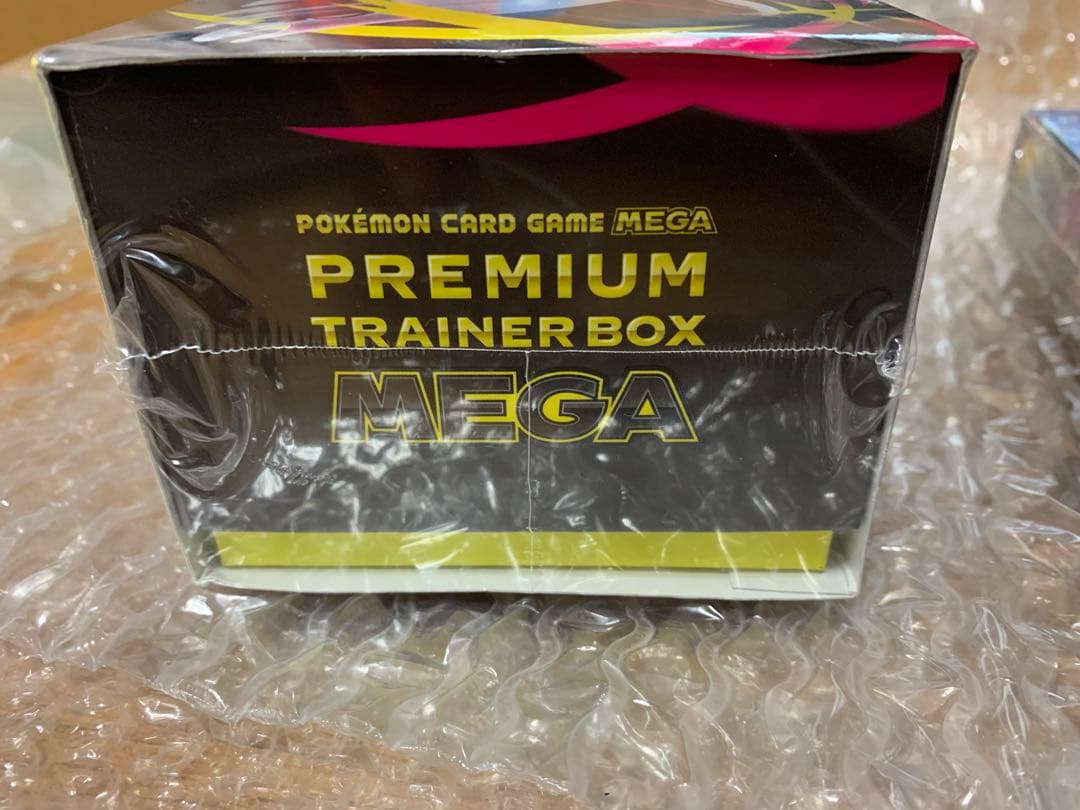 POKÉMON CARD GAME MEGA
PREMIUM
TRAINER BOX
MEGA